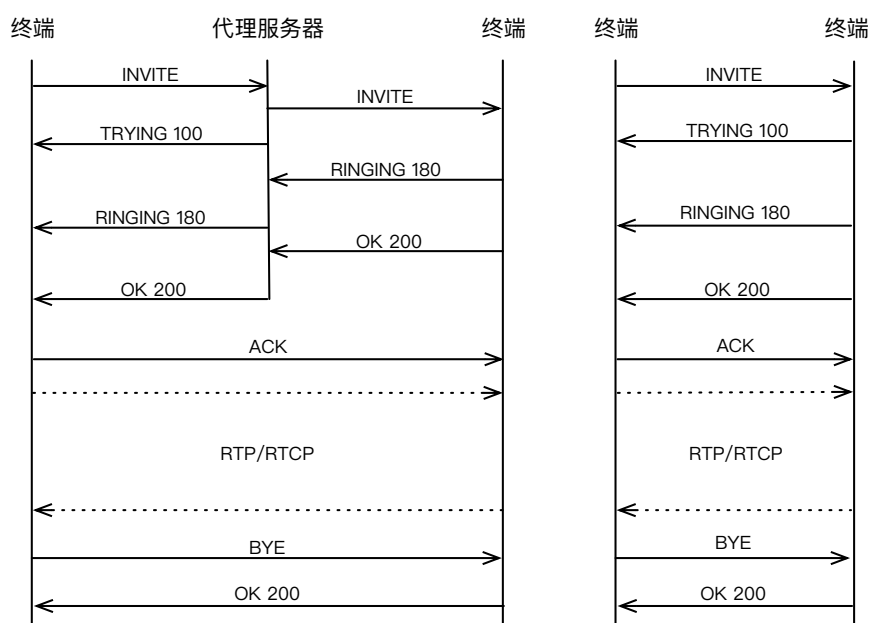 终端 代理服务器 终端 终端 终端
INVITE
INVITE
TRYING 100
RINGING 180
RINGING 180
OK 200
OK 200
ACK
RTP/RTCP
BYE
OK 200
INVITE
TRYING 100
RINGING 180
OK 200
ACK
RTP/RTCP
BYE
OK 200